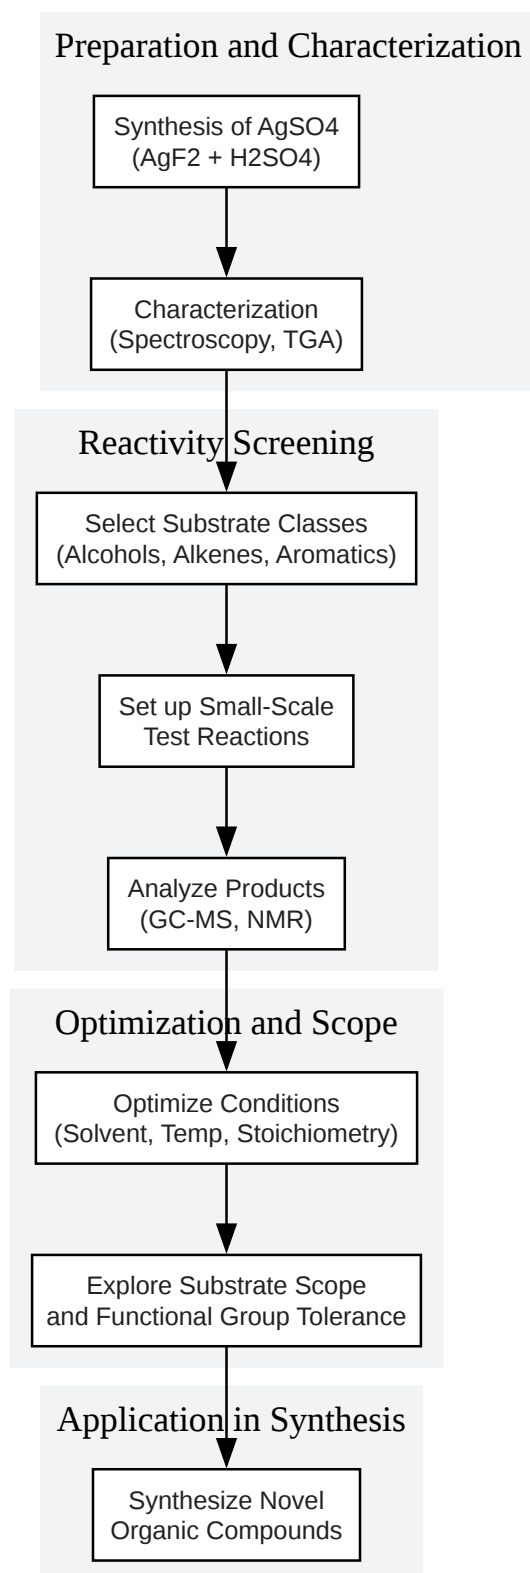 Preparation and Characterization
Synthesis of AgSO4
(AgF2 + H2SO4)
Characterization
(Spectroscopy, TGA)
Reactivity Screening
Select Substrate Classes
(Alcohols, Alkenes, Aromatics)
Set up Small-Scale
Test Reactions
Analyze Products
(GC-MS, NMR)
Optimization and Scope
Optimize Conditions
(Solvent, Temp, Stoichiometry)
Explore Substrate Scope
and Functional Group Tolerance
Application in Synthesis
Synthesize Novel
Organic Compounds